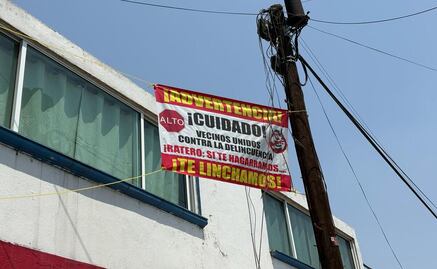 ¡ADVERTENCIA!
ALTO
¡CUIDADO!
VECINOS UNIDOS
CONTRA LA DELINCUENCIA
¡RATERO: SI TE AGARRAMOS
¡TE LINCHAMOS!